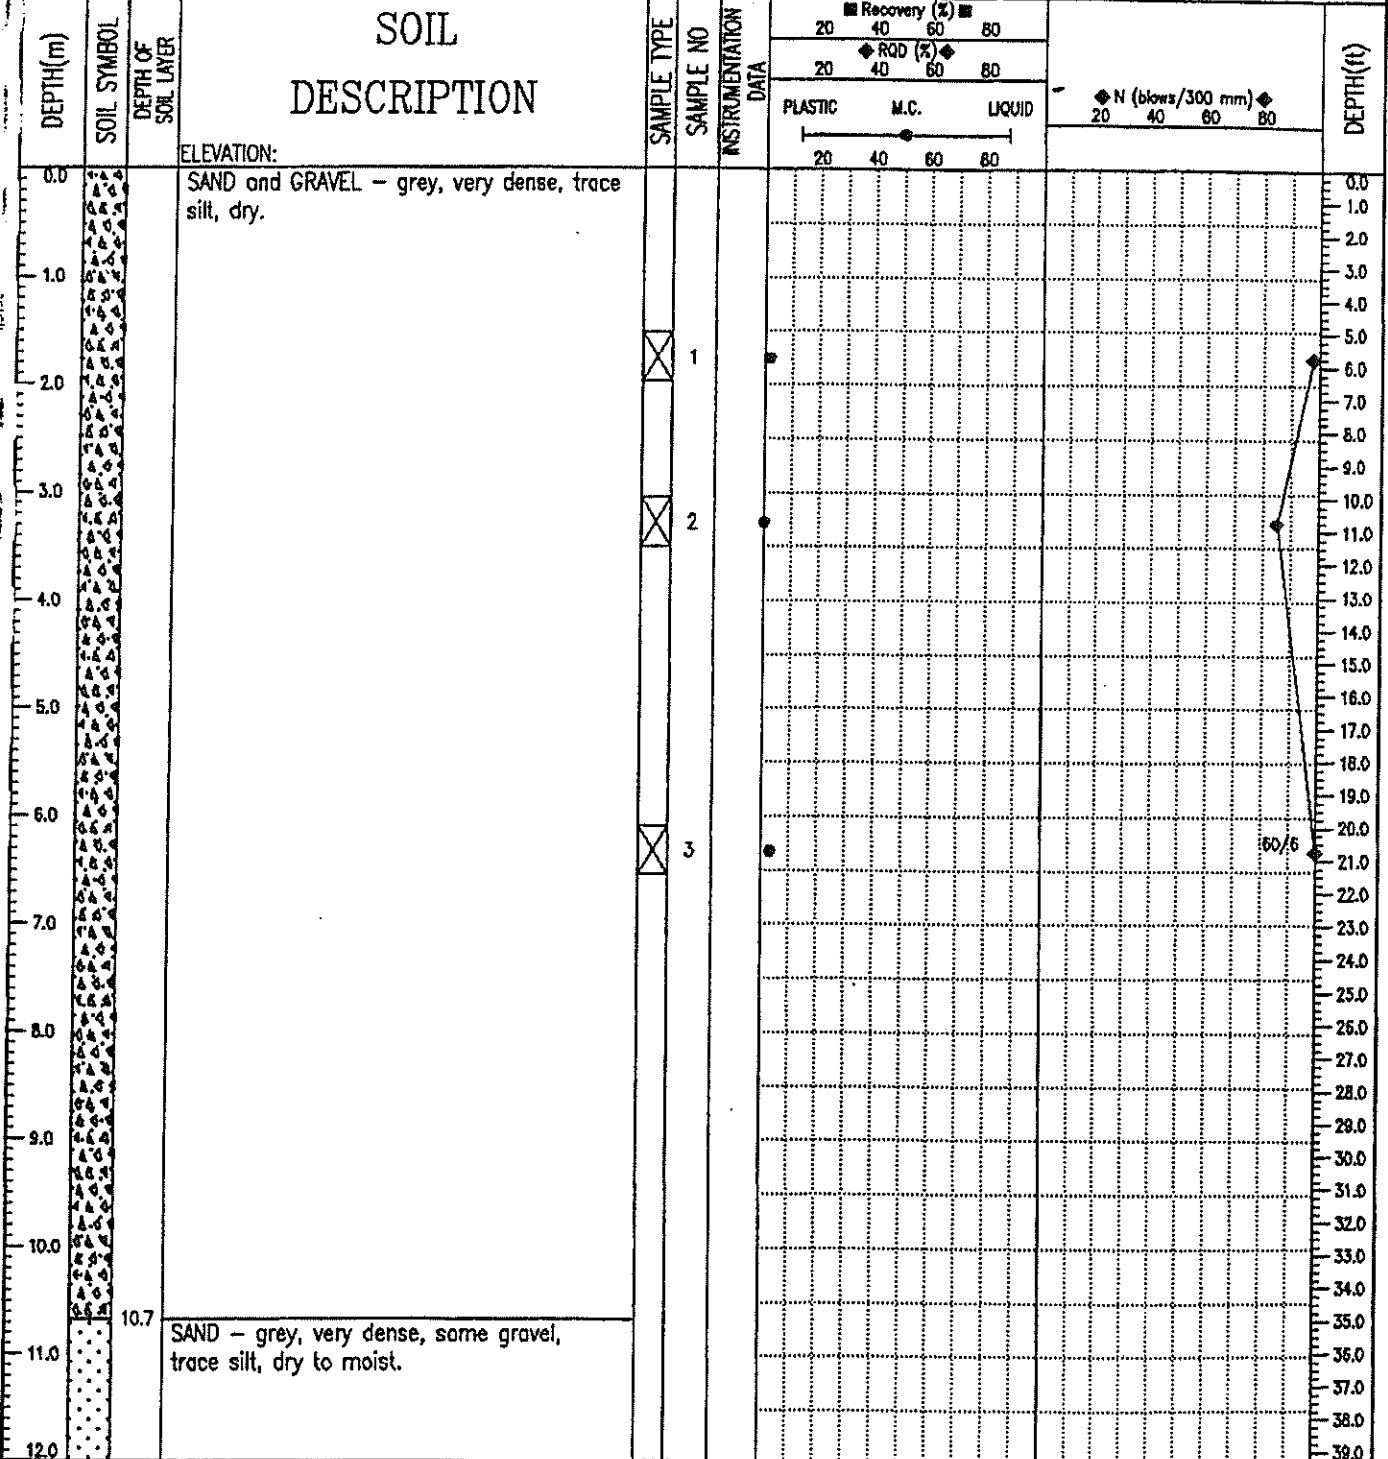 DEPTH(m)
SOIL SYMBOL
DEPTH OF
SOIL LAYER
SOIL
DESCRIPTION
ELEVATION:
SAMPLE TYPE
SAMPLE NO
INSTRUMENTATION
DATA
■ Recovery (%) ■
20 40 60 80
◆ RQD (%) ◆
20 40 60 80
PLASTIC M.C. LIQUID
20 40 60 80
◆ N (blows/300 mm) ◆
20 40 60 80
DEPTH(ft)
0.0
1.0
2.0
3.0
4.0
5.0
6.0
7.0
8.0
9.0
10.0
11.0
12.0
10.7
SAND and GRAVEL – grey, very dense, trace
silt, dry.
SAND – grey, very dense, some gravel,
trace silt, dry to moist.
1
2
3
60/6
0.0
1.0
2.0
3.0
4.0
5.0
6.0
7.0
8.0
9.0
10.0
11.0
12.0
13.0
14.0
15.0
16.0
17.0
18.0
19.0
20.0
21.0
22.0
23.0
24.0
25.0
26.0
27.0
28.0
29.0
30.0
31.0
32.0
33.0
34.0
35.0
36.0
37.0
38.0
39.0